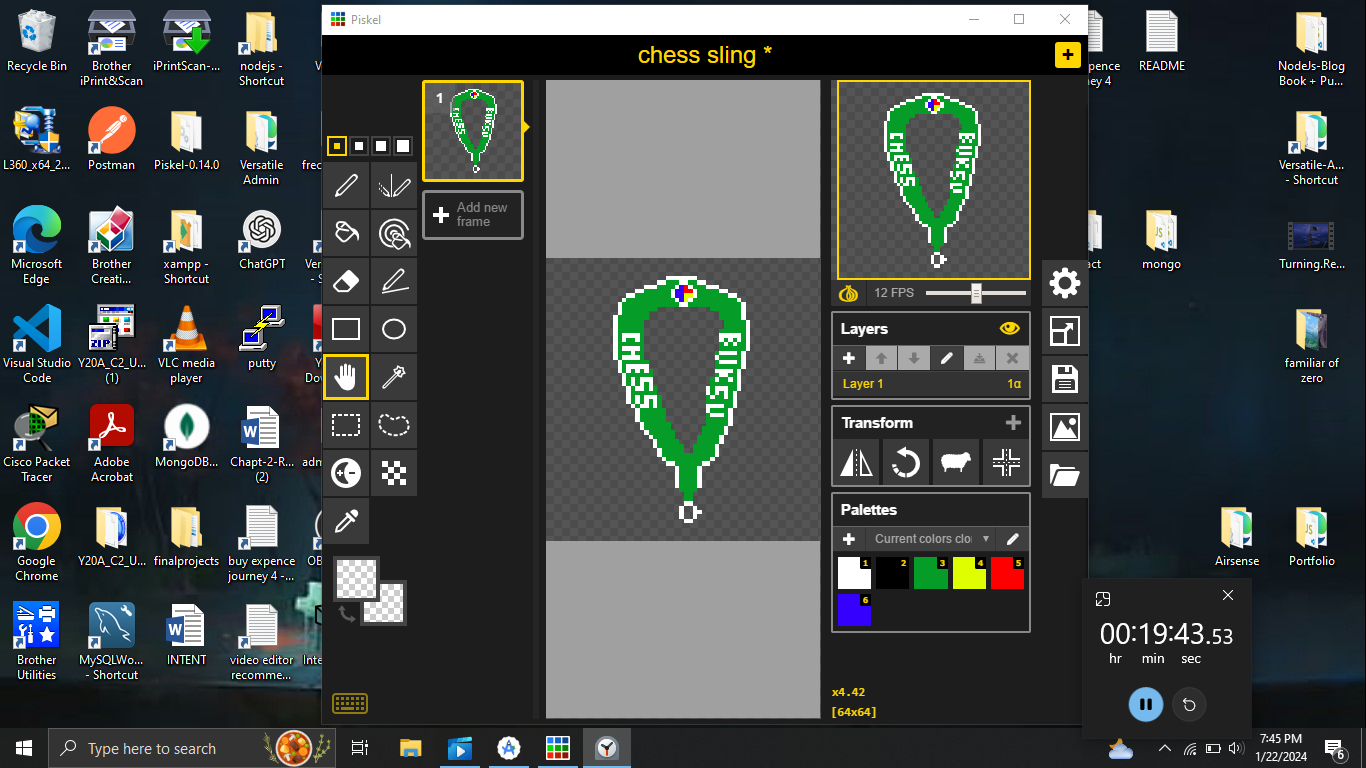 Recycle Bin
Brother
iPrint&Scan
iPrintScan-...
nodejs -
Shortcut
L360_x64_2...
Postman
Piskel-0.14.0
Versatile
Admin
Microsoft
Edge
Brother
Creati...
xampp -
Shortcut
ChatGPT
Visual Studio
Code
Y20A_C2_U...
(1)
VLC media
player
putty
Cisco Packet
Tracer
Adobe
Acrobat
MongoDB...
Chapt-2-R...
(2)
Google
Chrome
Y20A_C2_U...
finalprojects
buy expence
journey 4 -...
Brother
Utilities
MySQLWo...
- Shortcut
INTENT
video editor
recomme...
Piskel
chess sling *
1
Add new
frame
CHESS
BUKSU
12 FPS
Layers
Layer 1
1α
Transform
Palettes
Current colors clo
1
2
3
4
5
6
x4.42
[64x64]
README
NodeJs-Blog
Book + Pu...
Versatile-A...
- Shortcut
mongo
Turning.Re...
familiar of
zero
Airsense
Portfolio
00:19:43.53
hr
min
sec
Type here to search
7:45 PM
1/22/2024
6